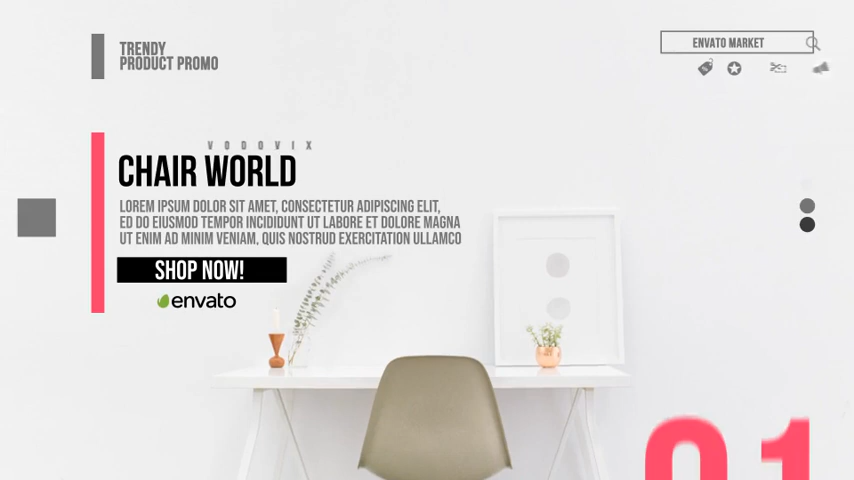 TRENDY
PRODUCT PROMO
ENVATO MARKET
VODOVIX
CHAIR WORLD
LOREM IPSUM DOLOR SIT AMET, CONSECTETUR ADIPISCING ELIT,
ED DO EIUSMOD TEMPOR INCIDIDUNT UT LABORE ET DOLORE MAGNA
UT ENIM AD MINIM VENIAM, QUIS NOSTRUD EXERCITATION ULLAMCO
SHOP NOW!
envato
01